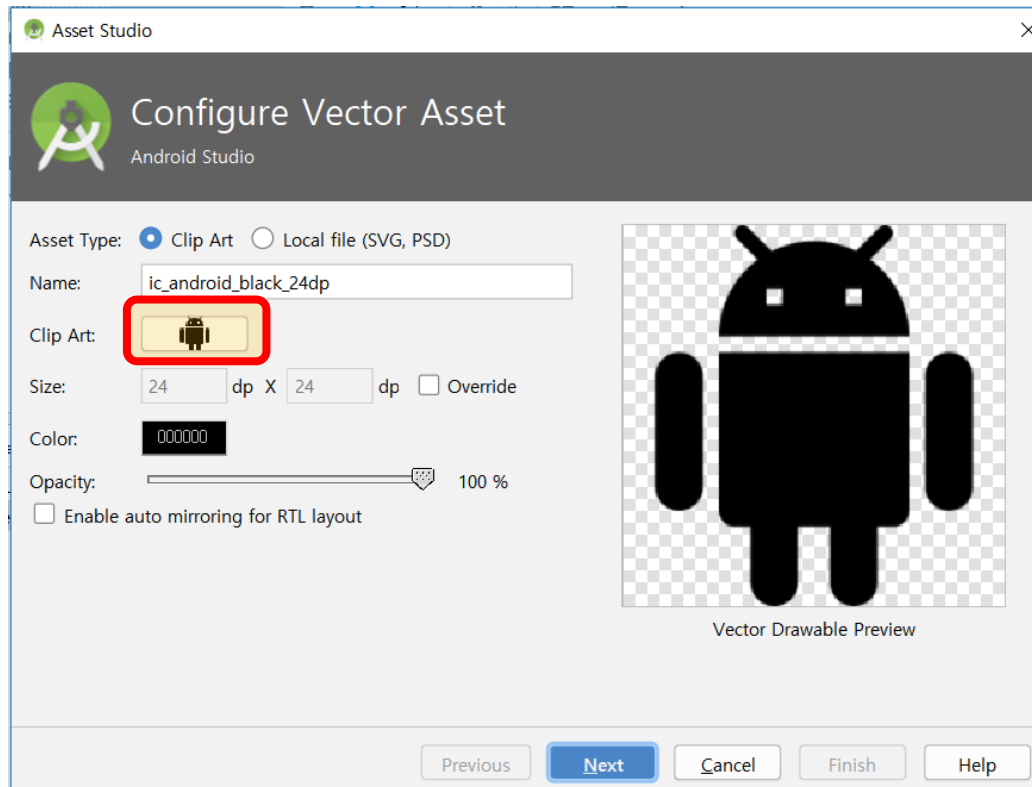 Asset Studio
Configure Vector Asset
Android Studio
Asset Type: Clip Art Local file (SVG, PSD)
Name: ic_android_black_24dp
Clip Art:
Size: 24 dp X 24 dp Override
Color: 000000
Opacity: 100 %
Enable auto mirroring for RTL layout
Vector Drawable Preview
Previous Next Cancel Finish Help